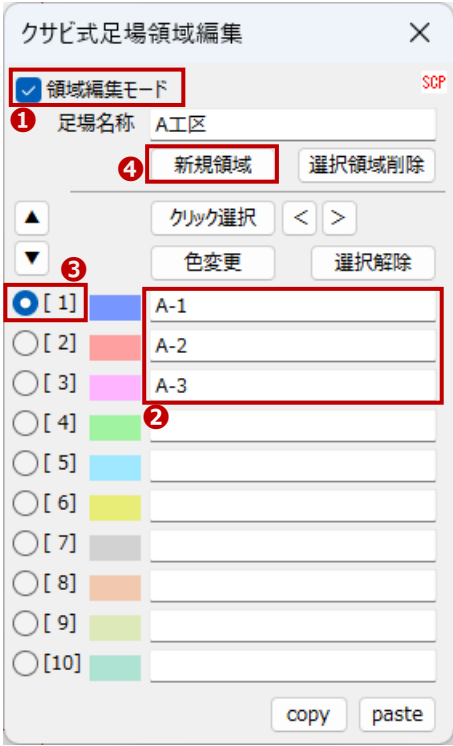 クサビ式足場領域編集
領域編集モード
SCP
❶
足場名称 A工区
❹ 新規領域 選択領域削除
▲ クリック選択 < >
▼ 色変更 選択解除
❸
[ 1] A-1
[ 2] A-2
[ 3] A-3
❷
[ 4]
[ 5]
[ 6]
[ 7]
[ 8]
[ 9]
[10]
copy paste